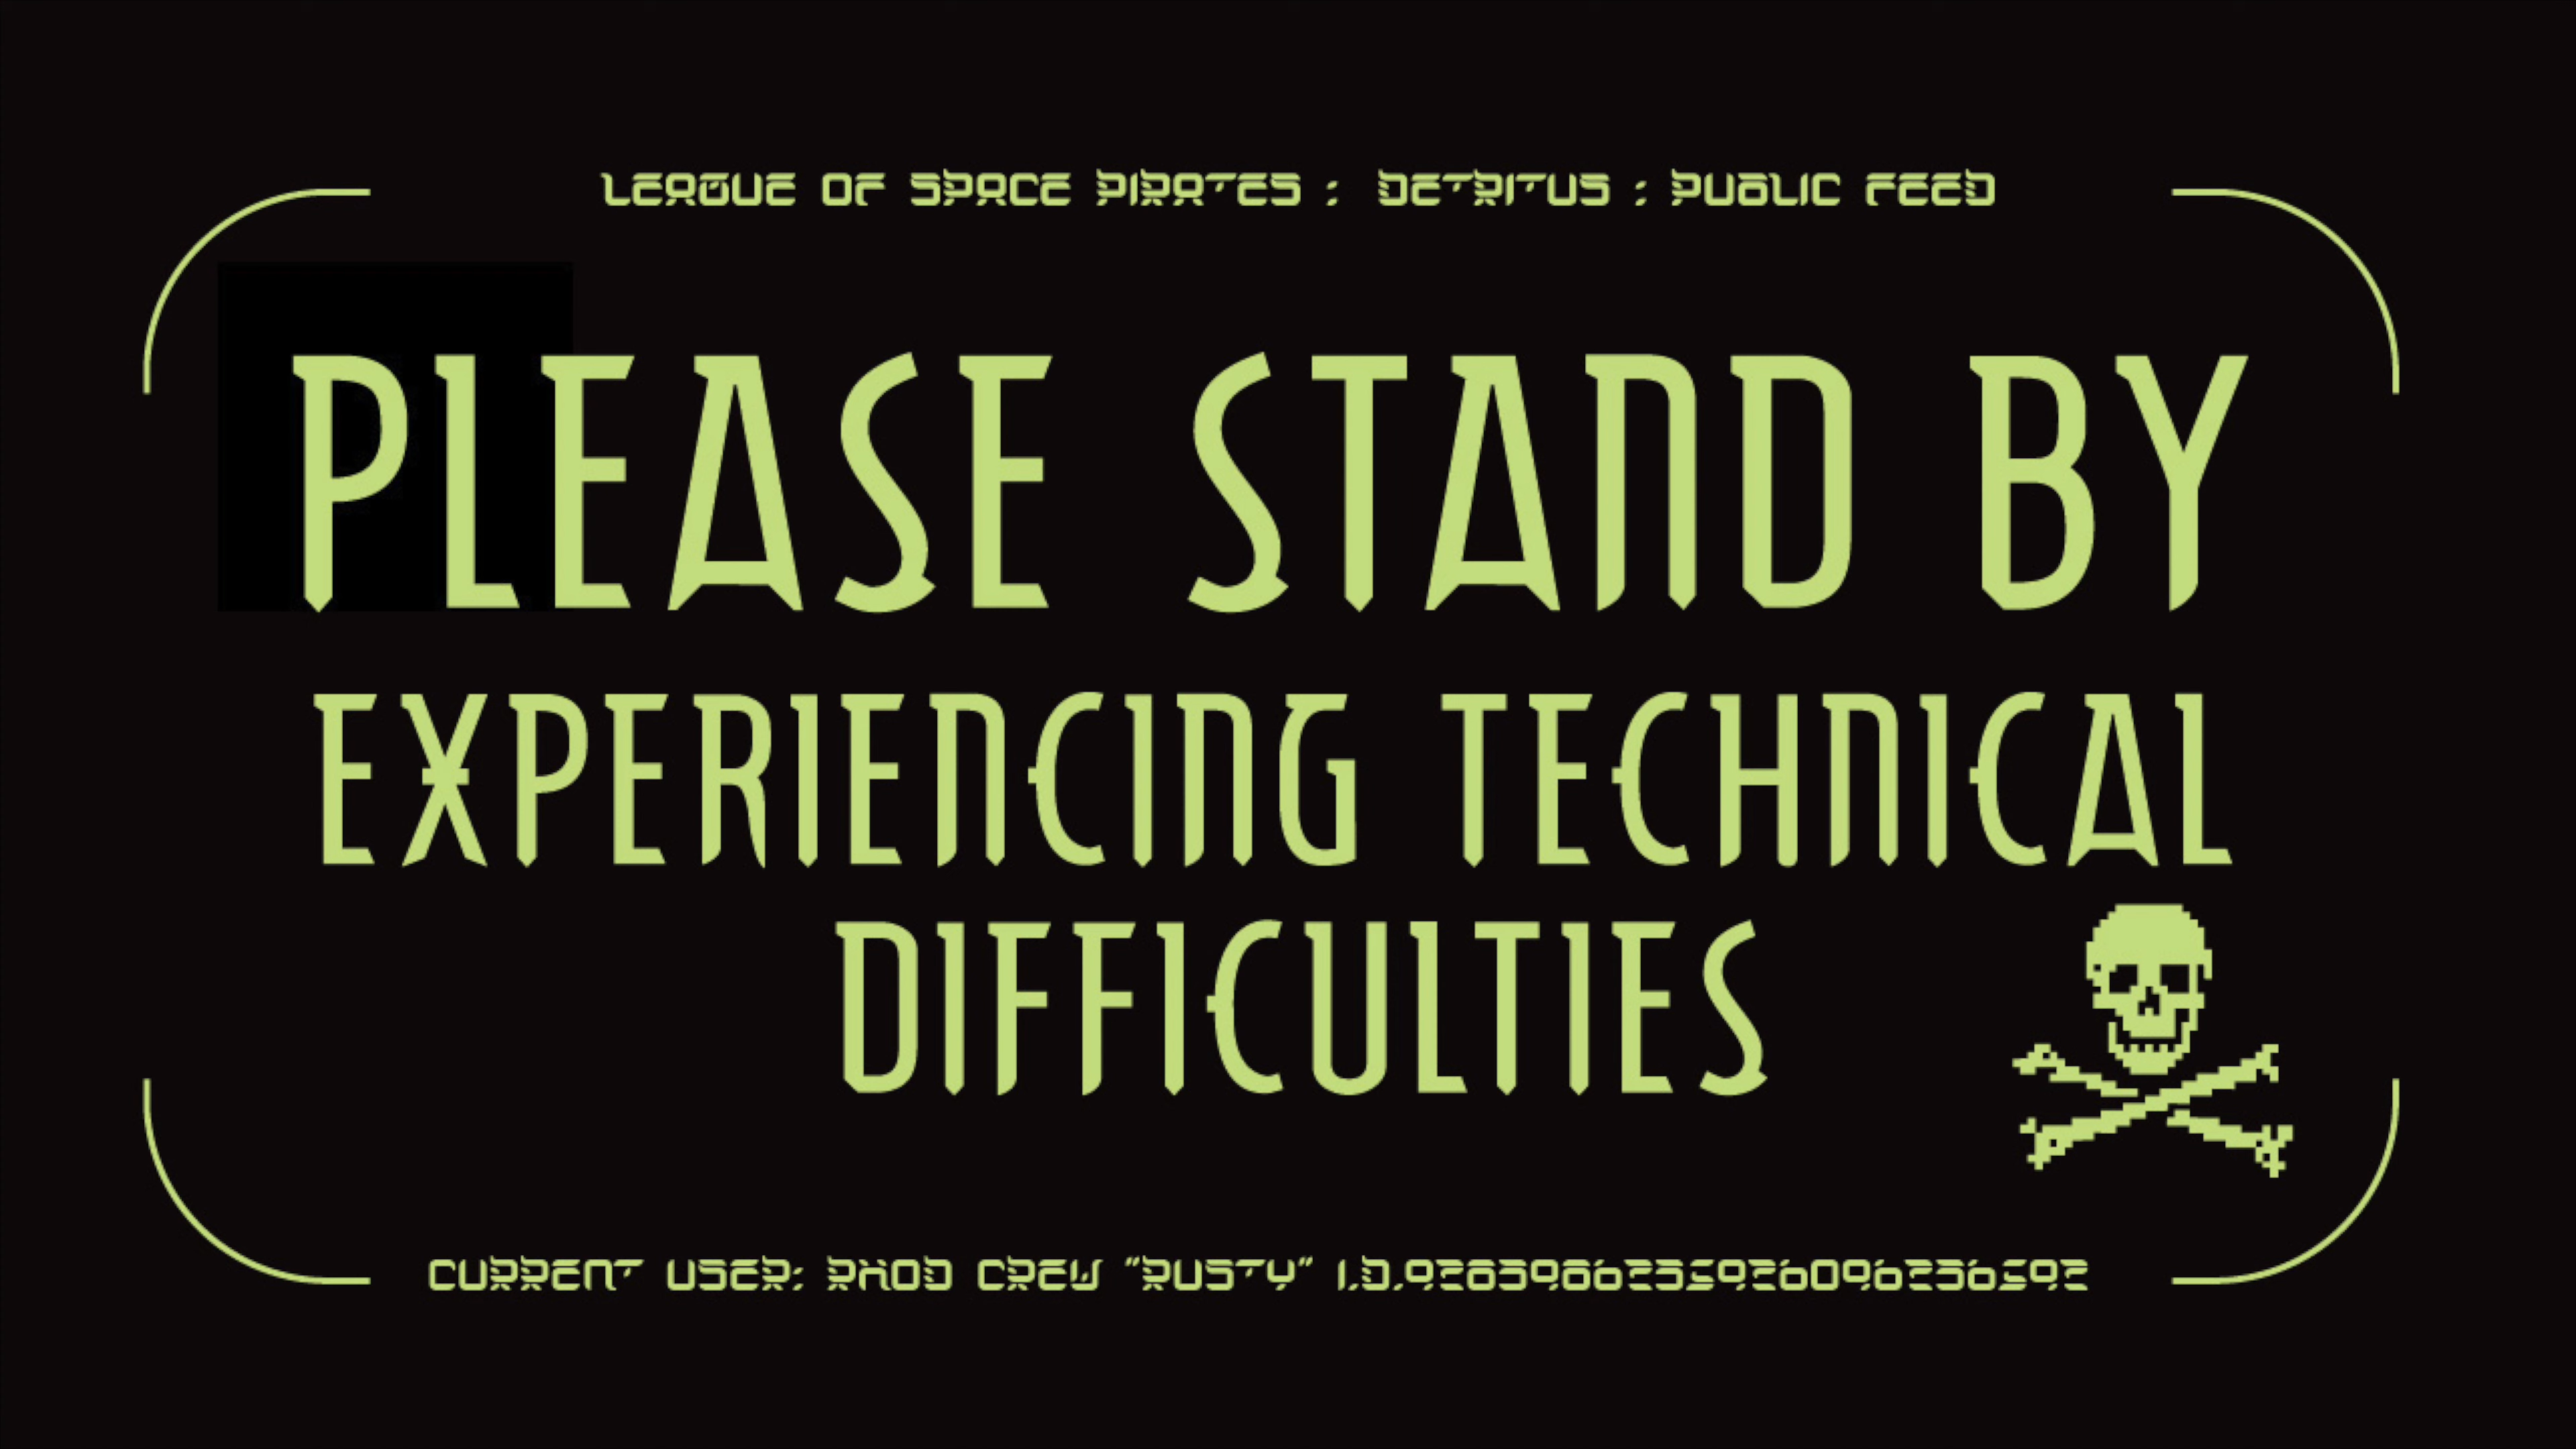 LEAGUE OF SPACE PIRATES : DETRITUS : PUBLIC FEED
PLEASE STAND BY
EXPERIENCING TECHNICAL
DIFFICULTIES
CURRENT USER: RHOD CREW "RUSTY" I.D.